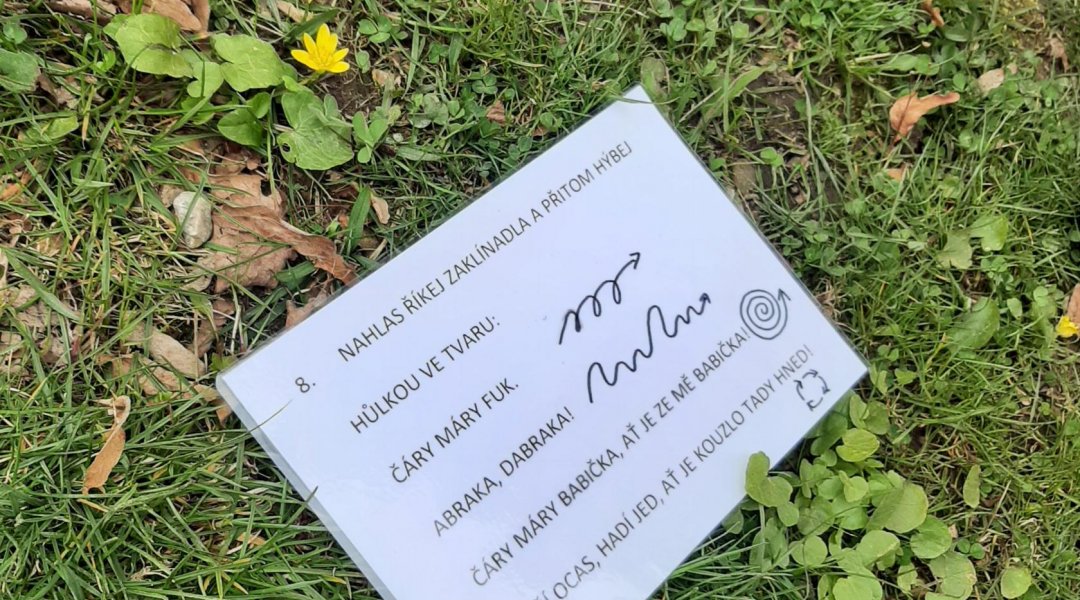 8. NAHLAS ŘÍKEJ ZAKLÍNADLA A PŘITOM HÝBEJ
HŮLKOU VE TVARU:
ČÁRY MÁRY FUK.
ABRAKA, DABRAKA!
ČÁRY MÁRY BABIČKA, AŤ JE ZE MĚ BABIČKA!
OCAS, HADÍ JED, AŤ JE KOUZLO TADY HNED!